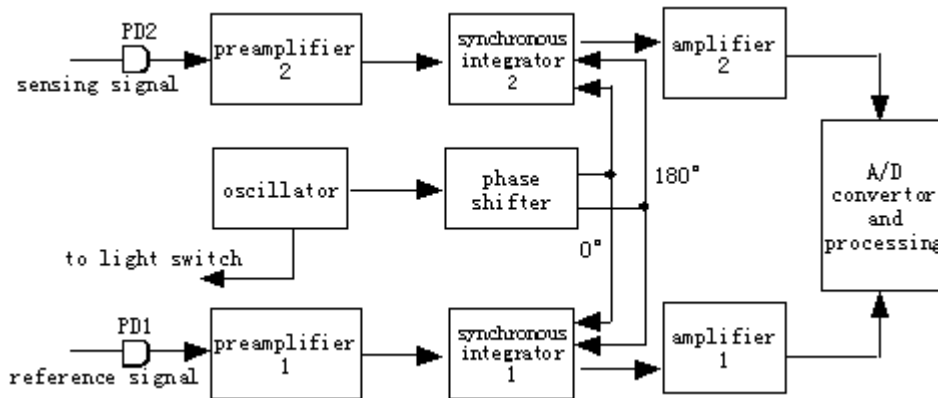 PD2
sensing signal
preamplifier
2
synchronous
integrator
2
amplifier
2
oscillator
phase
shifter
180°
0°
A/D
convertor
and
processing
to light switch
PD1
reference signal
preamplifier
1
synchronous
integrator
1
amplifier
1